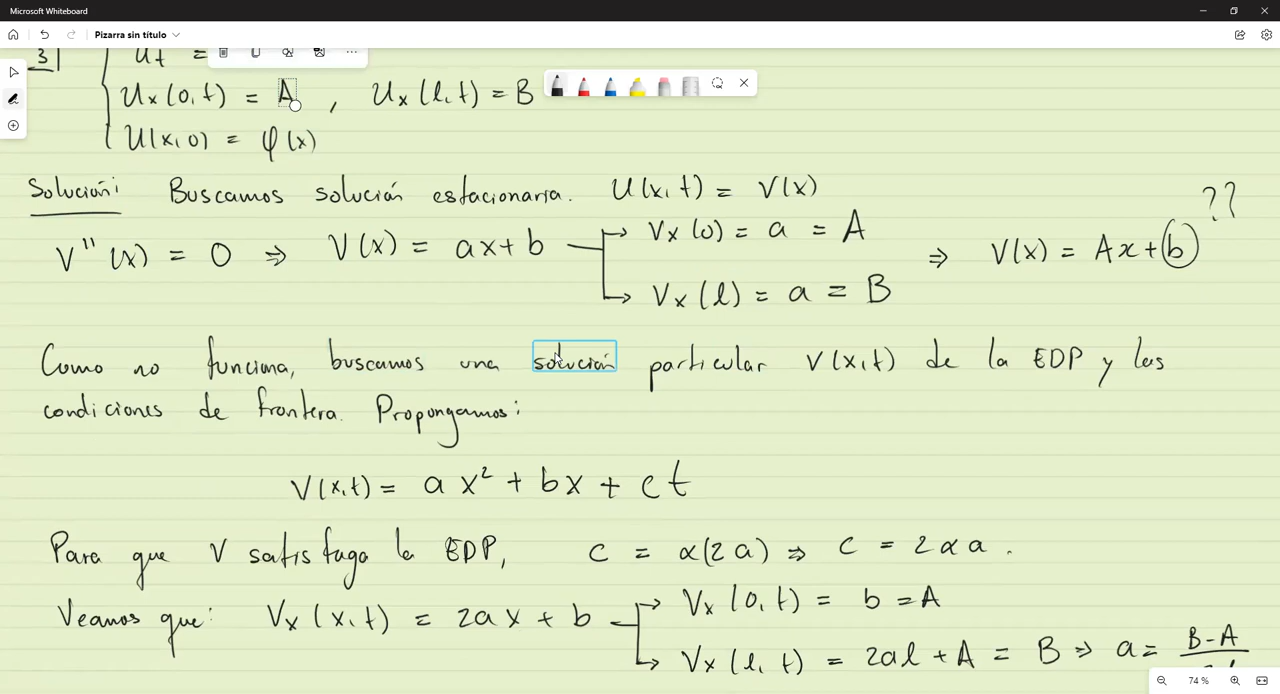 Microsoft Whiteboard
Pizarra sin título
3] Ut =
Ux(0,t) = A , Ux(l,t) = B
U(x,0) = φ(x)
Solución: Buscamos solución estacionaria. U(x,t) = V(x)
V''(x) = 0 ⇒ V(x) = ax + b → Vx(0) = a = A
→ Vx(l) = a = B
⇒ V(x) = Ax + b ??
Como no funciona, buscamos una solución particular V(x,t) de la EDP y las
condiciones de frontera. Propongamos:
V(x,t) = ax² + bx + ct
Para que V satisfaga la EDP, c = α(2a) ⇒ c = 2αa.
Veamos que: Vx(x,t) = 2ax + b → Vx(0,t) = b = A
→ Vx(l,t) = 2al + A = B ⇒ a = B-A
74 %